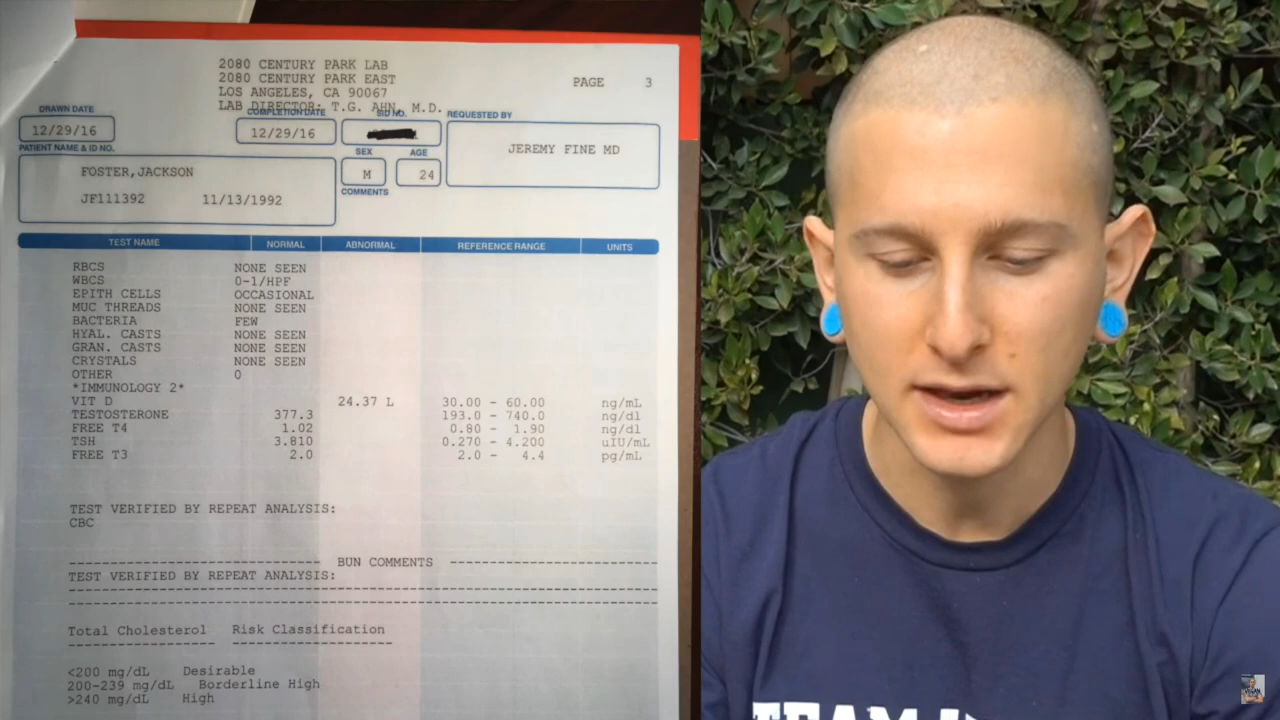 2080 CENTURY PARK LAB
2080 CENTURY PARK EAST
LOS ANGELES, CA 90067
LAB DIRECTOR: T.G. AHN, M.D.
PAGE 3
DRAWN DATE
12/29/16
COMPLETION DATE
12/29/16
SID NO.
REQUESTED BY
JEREMY FINE MD
PATIENT NAME & ID NO.
FOSTER,JACKSON
JF111392 11/13/1992
SEX
M
AGE
24
COMMENTS
TEST NAME NORMAL ABNORMAL REFERENCE RANGE UNITS
RBCS NONE SEEN
WBCS 0-1/HPF
EPITH CELLS OCCASIONAL
MUC THREADS NONE SEEN
BACTERIA FEW
HYAL. CASTS NONE SEEN
GRAN. CASTS NONE SEEN
CRYSTALS NONE SEEN
OTHER 0
*IMMUNOLOGY 2*
VIT D 24.37 L 30.00 - 60.00 ng/mL
TESTOSTERONE 377.3 193.0 - 740.0 ng/dl
FREE T4 1.02 0.80 - 1.90 ng/dl
TSH 3.810 0.270 - 4.200 uIU/mL
FREE T3 2.0 2.0 - 4.4 pg/mL
TEST VERIFIED BY REPEAT ANALYSIS:
CBC
BUN COMMENTS
TEST VERIFIED BY REPEAT ANALYSIS:
Total Cholesterol Risk Classification
<200 mg/dL Desirable
200-239 mg/dL Borderline High
>240 mg/dL High
TEAM